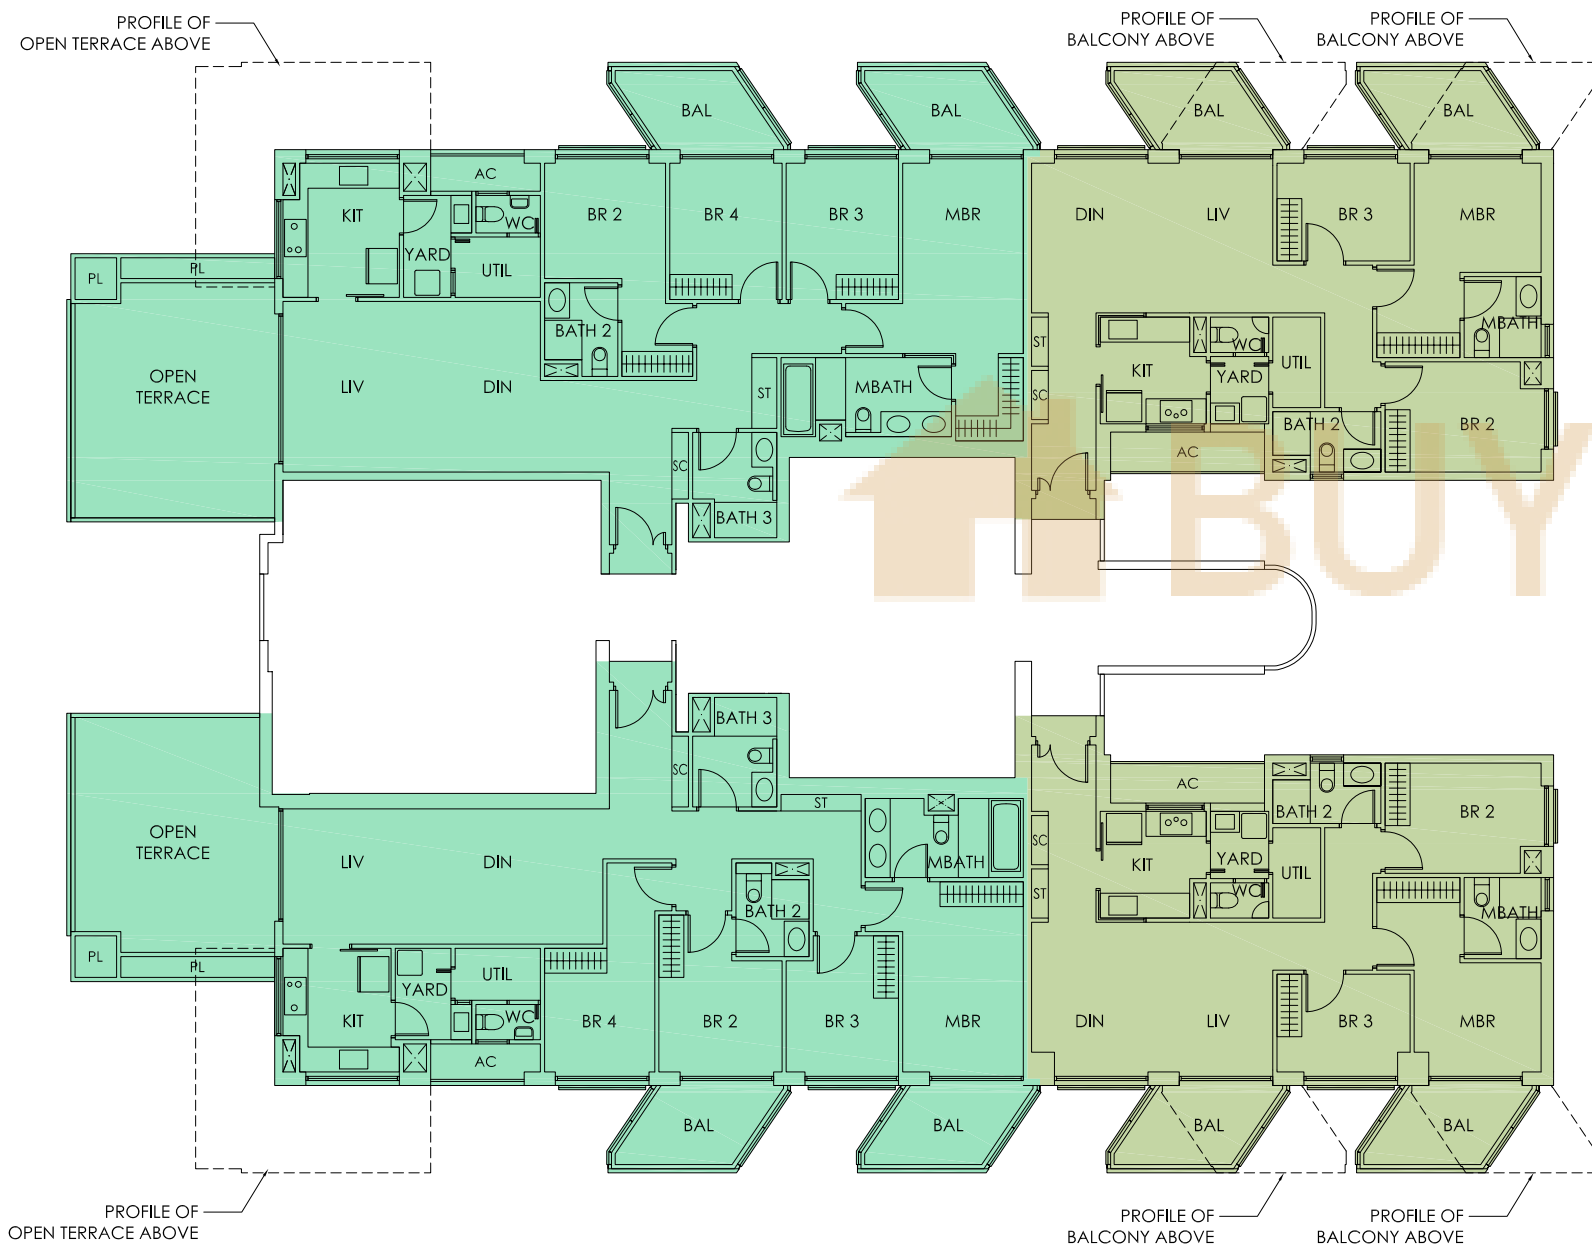 PROFILE OF
OPEN TERRACE ABOVE
PROFILE OF
BALCONY ABOVE
PROFILE OF
BALCONY ABOVE
BAL
BAL
BAL
BAL
AC
KIT
WC
BR 2
BR 4
BR 3
MBR
DIN
LIV
BR 3
MBR
YARD
UTIL
PL
PL
BATH 2
MBATH
WC
ST
KIT
YARD
UTIL
OPEN
TERRACE
LIV
DIN
ST
MBATH
SC
BR 2
BATH 2
AC
SC
BATH 3
BUY
BATH 3
SC
AC
BATH 2
BR 2
ST
OPEN
TERRACE
LIV
DIN
MBATH
SC
KIT
YARD
UTIL
ST
WC
MBATH
BATH 2
PL
PL
UTIL
YARD
KIT
WC
BR 4
BR 2
BR 3
MBR
DIN
LIV
BR 3
MBR
AC
BAL
BAL
BAL
BAL
PROFILE OF
OPEN TERRACE ABOVE
PROFILE OF
BALCONY ABOVE
PROFILE OF
BALCONY ABOVE